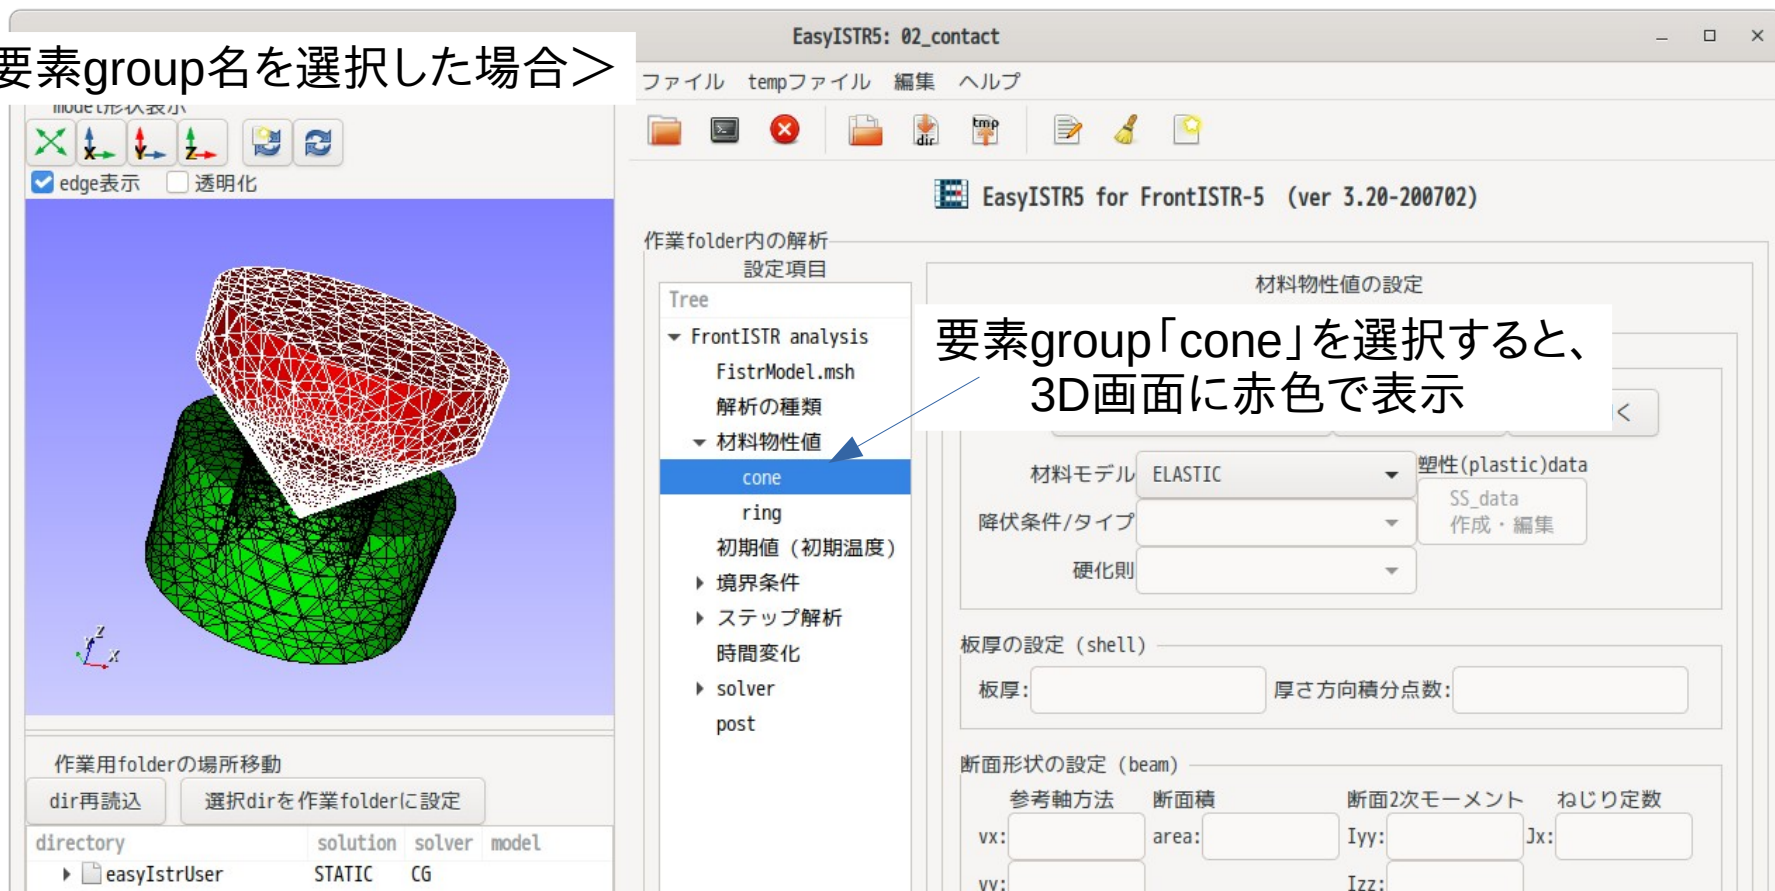 EasyISTR5: 02_contact
要素group名を選択した場合＞
ファイル tempファイル 編集 ヘルプ
model形状表示
X Y Z
tmp
dir
edge表示 透明化
EasyISTR5 for FrontISTR-5 (ver 3.20-200702)
作業folder内の解析
設定項目
材料物性値の設定
Tree
FrontISTR analysis
FistrModel.msh
解析の種類
材料物性値
cone
ring
初期値 (初期温度)
境界条件
ステップ解析
時間変化
solver
post
要素group「cone」を選択すると、
3D画面に赤色で表示
く
材料モデル ELASTIC
塑性(plastic)data
SS_data
作成・編集
降伏条件/タイプ
硬化則
板厚の設定 (shell)
板厚: 厚さ方向積分点数:
断面形状の設定 (beam)
参考軸方法 断面積 断面2次モーメント ねじり定数
vx: area: Iyy: Jx:
vy: Izz:
Z
X
作業用folderの場所移動
dir再読込 選択dirを作業folderに設定
directory solution solver model
easyIstrUser STATIC CG